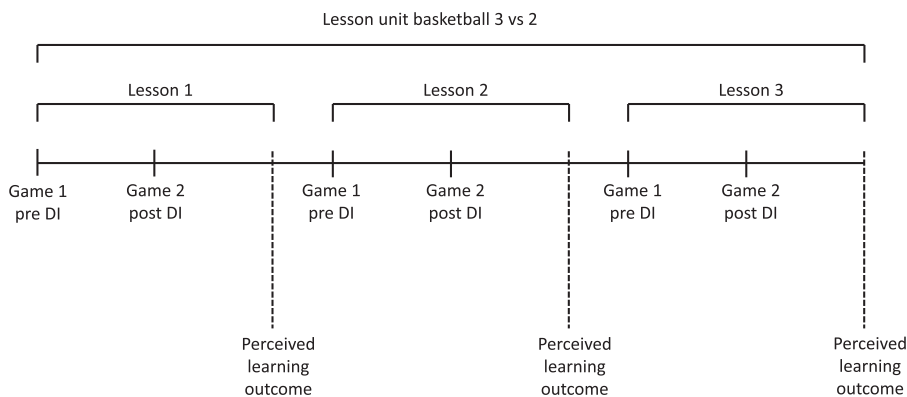 Lesson unit basketball 3 vs 2
Lesson 1
Lesson 2
Lesson 3
Game 1
pre DI
Game 2
post DI
Game 1
pre DI
Game 2
post DI
Game 1
pre DI
Game 2
post DI
Perceived
learning
outcome
Perceived
learning
outcome
Perceived
learning
outcome